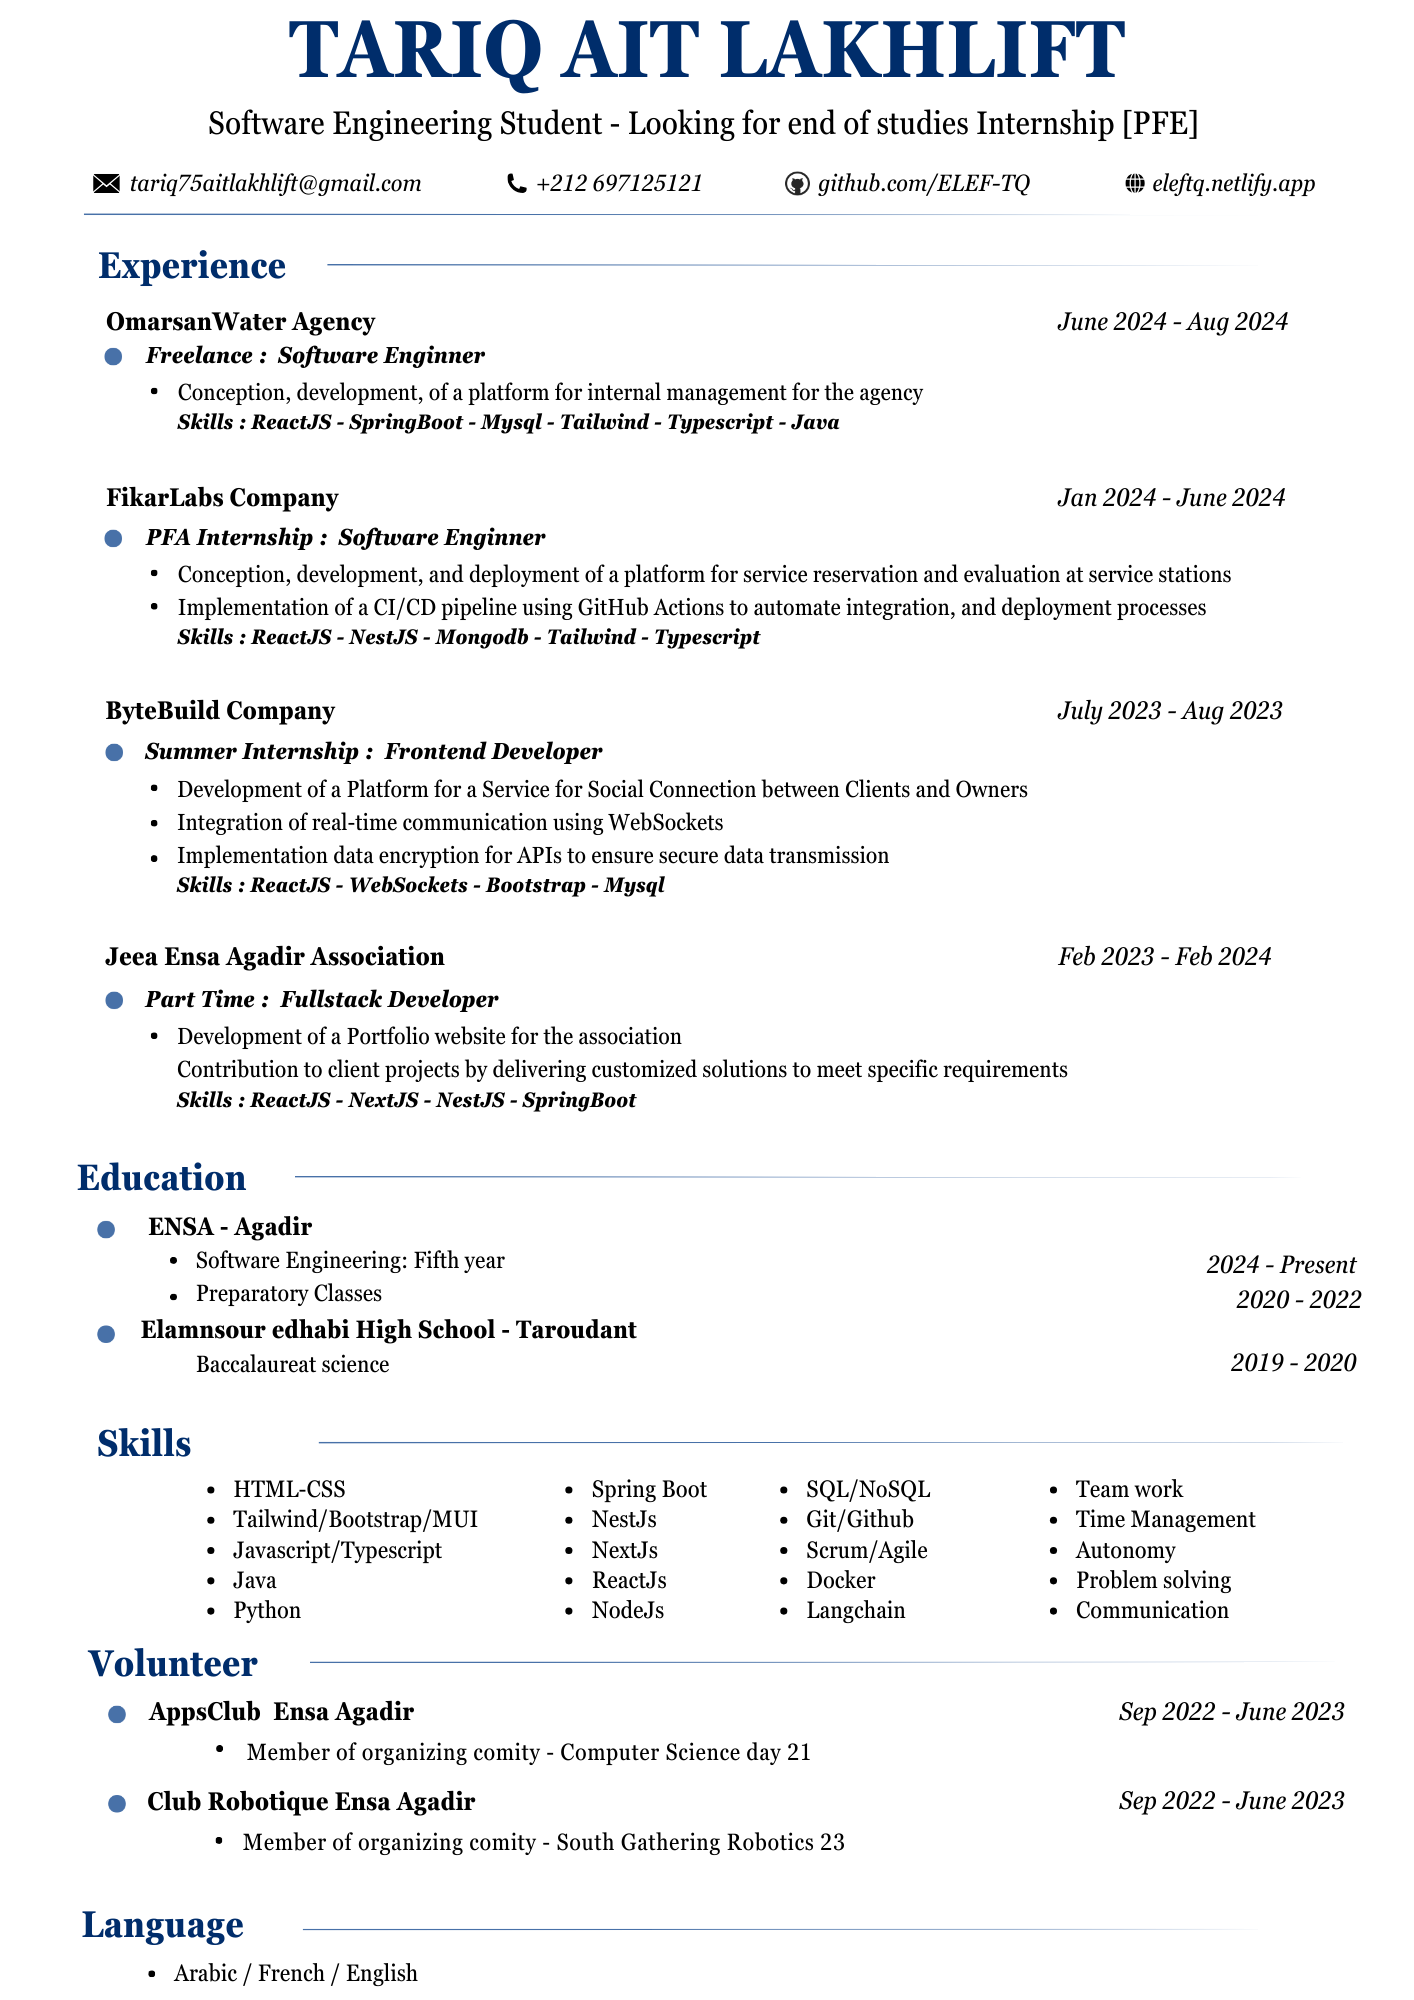 TARIQ AIT LAKHLIFT
Software Engineering Student - Looking for end of studies Internship [PFE]
tariq75aitlakhlift@gmail.com +212 697125121 github.com/ELEF-TQ eleftq.netlify.app
Experience
OmarsanWater Agency June 2024 - Aug 2024
Freelance : Software Enginner
• Conception, development, of a platform for internal management for the agency
Skills : ReactJS - SpringBoot - Mysql - Tailwind - Typescript - Java
FikarLabs Company Jan 2024 - June 2024
PFA Internship : Software Enginner
• Conception, development, and deployment of a platform for service reservation and evaluation at service stations
• Implementation of a CI/CD pipeline using GitHub Actions to automate integration, and deployment processes
Skills : ReactJS - NestJS - Mongodb - Tailwind - Typescript
ByteBuild Company July 2023 - Aug 2023
Summer Internship : Frontend Developer
• Development of a Platform for a Service for Social Connection between Clients and Owners
• Integration of real-time communication using WebSockets
• Implementation data encryption for APIs to ensure secure data transmission
Skills : ReactJS - WebSockets - Bootstrap - Mysql
Jeea Ensa Agadir Association Feb 2023 - Feb 2024
Part Time : Fullstack Developer
• Development of a Portfolio website for the association
Contribution to client projects by delivering customized solutions to meet specific requirements
Skills : ReactJS - NextJS - NestJS - SpringBoot
Education
ENSA - Agadir
• Software Engineering: Fifth year 2024 - Present
• Preparatory Classes 2020 - 2022
Elamnsour edhabi High School - Taroudant
Baccalaureat science 2019 - 2020
Skills
• HTML-CSS • Spring Boot • SQL/NoSQL • Team work
• Tailwind/Bootstrap/MUI • NestJs • Git/Github • Time Management
• Javascript/Typescript • NextJs • Scrum/Agile • Autonomy
• Java • ReactJs • Docker • Problem solving
• Python • NodeJs • Langchain • Communication
Volunteer
AppsClub Ensa Agadir Sep 2022 - June 2023
• Member of organizing comity - Computer Science day 21
Club Robotique Ensa Agadir Sep 2022 - June 2023
• Member of organizing comity - South Gathering Robotics 23
Language
• Arabic / French / English